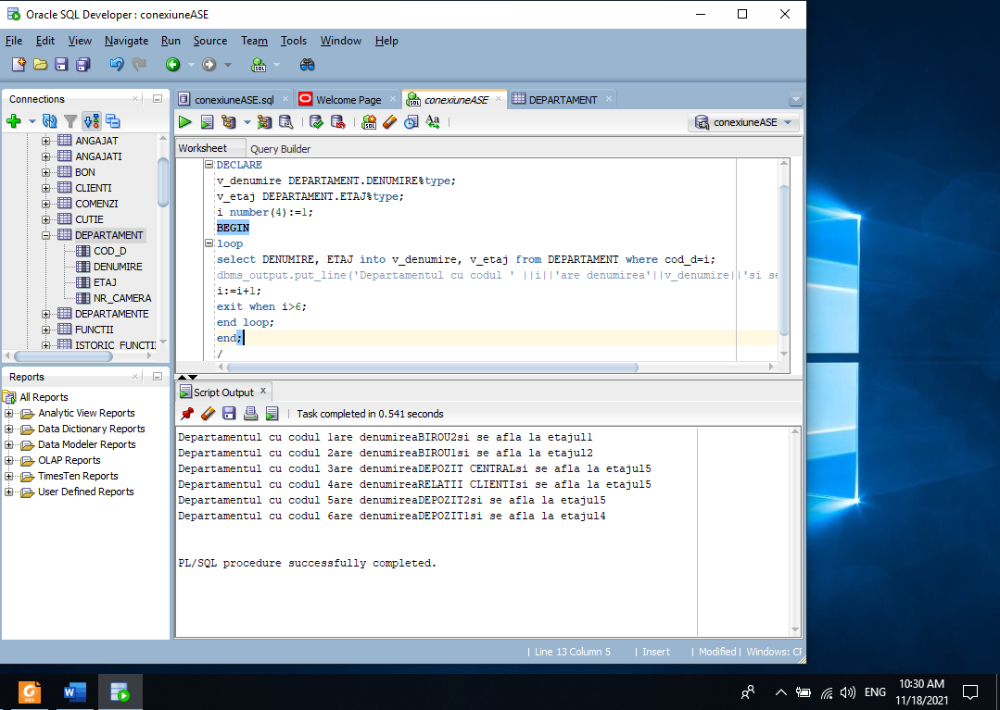 Oracle SQL Developer : conexiuneASE
File Edit View Navigate Run Source Team Tools Window Help
Connections
conexiuneASE.sql
Welcome Page
conexiuneASE
DEPARTAMENT
conexiuneASE
Worksheet
Query Builder
ANGAJAT
ANGAJATI
BON
CLIENTI
COMENZI
CUTIE
DEPARTAMENT
COD_D
DENUMIRE
ETAJ
NR_CAMERA
DEPARTAMENTE
FUNCTII
ISTORIC_FUNCTII
DECLARE
v_denumire DEPARTAMENT.DENUMIRE%type;
v_etaj DEPARTAMENT.ETAJ%type;
i number(4):=1;
BEGIN
loop
select DENUMIRE, ETAJ into v_denumire, v_etaj from DEPARTAMENT where cod_d=i;
dbms_output.put_line('Departamentul cu codul ' ||i||'are denumirea'||v_denumire||'si se
i:=i+1;
exit when i>6;
end loop;
end;
/
Reports
All Reports
Analytic View Reports
Data Dictionary Reports
Data Modeler Reports
OLAP Reports
TimesTen Reports
User Defined Reports
Script Output
Task completed in 0.541 seconds
Departamentul cu codul 1are denumireaBIROU2si se afla la etajul1
Departamentul cu codul 2are denumireaBIROU1si se afla la etajul2
Departamentul cu codul 3are denumireaDEPOZIT CENTRALsi se afla la etajul5
Departamentul cu codul 4are denumireaRELATII CLIENTIsi se afla la etajul5
Departamentul cu codul 5are denumireaDEPOZIT2si se afla la etajul5
Departamentul cu codul 6are denumireaDEPOZIT1si se afla la etajul4
PL/SQL procedure successfully completed.
Line 13 Column 5 | Insert | Modified | Windows: CR
ENG
10:30 AM
11/18/2021